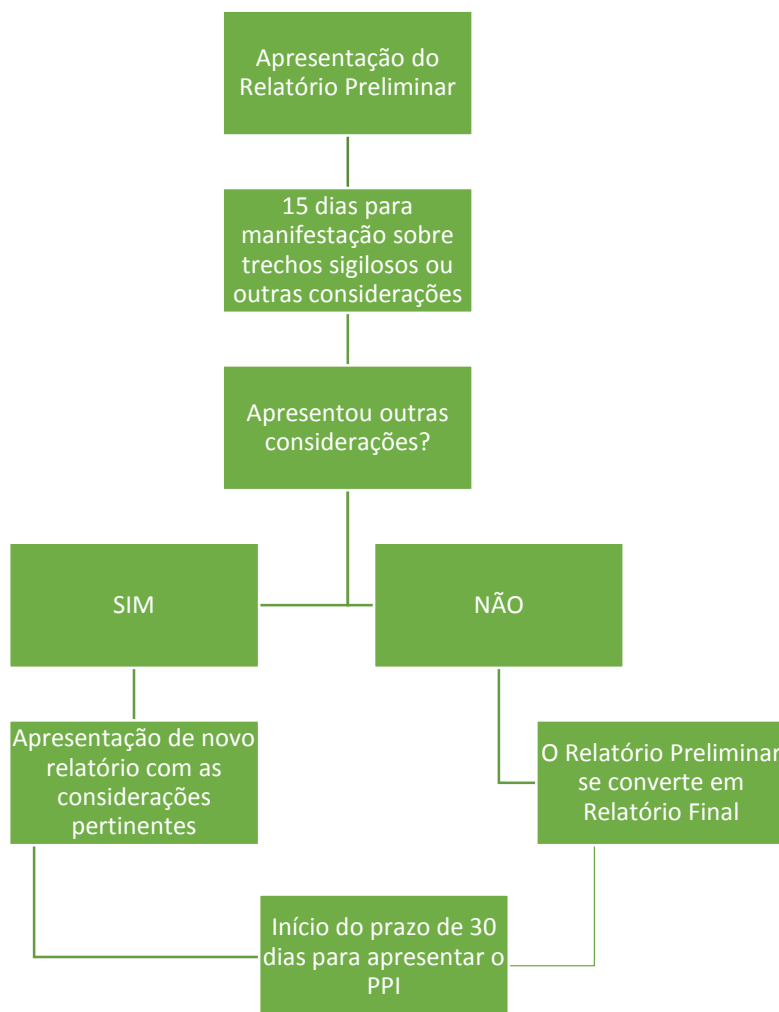 Apresentação do
Relatório Preliminar
15 dias para
manifestação sobre
trechos sigilosos ou
outras considerações
Apresentou outras
considerações?
SIM
NÃO
Apresentação de novo
relatório com as
considerações
pertinentes
O Relatório Preliminar
se converte em
Relatório Final
Início do prazo de 30
dias para apresentar o
PPI